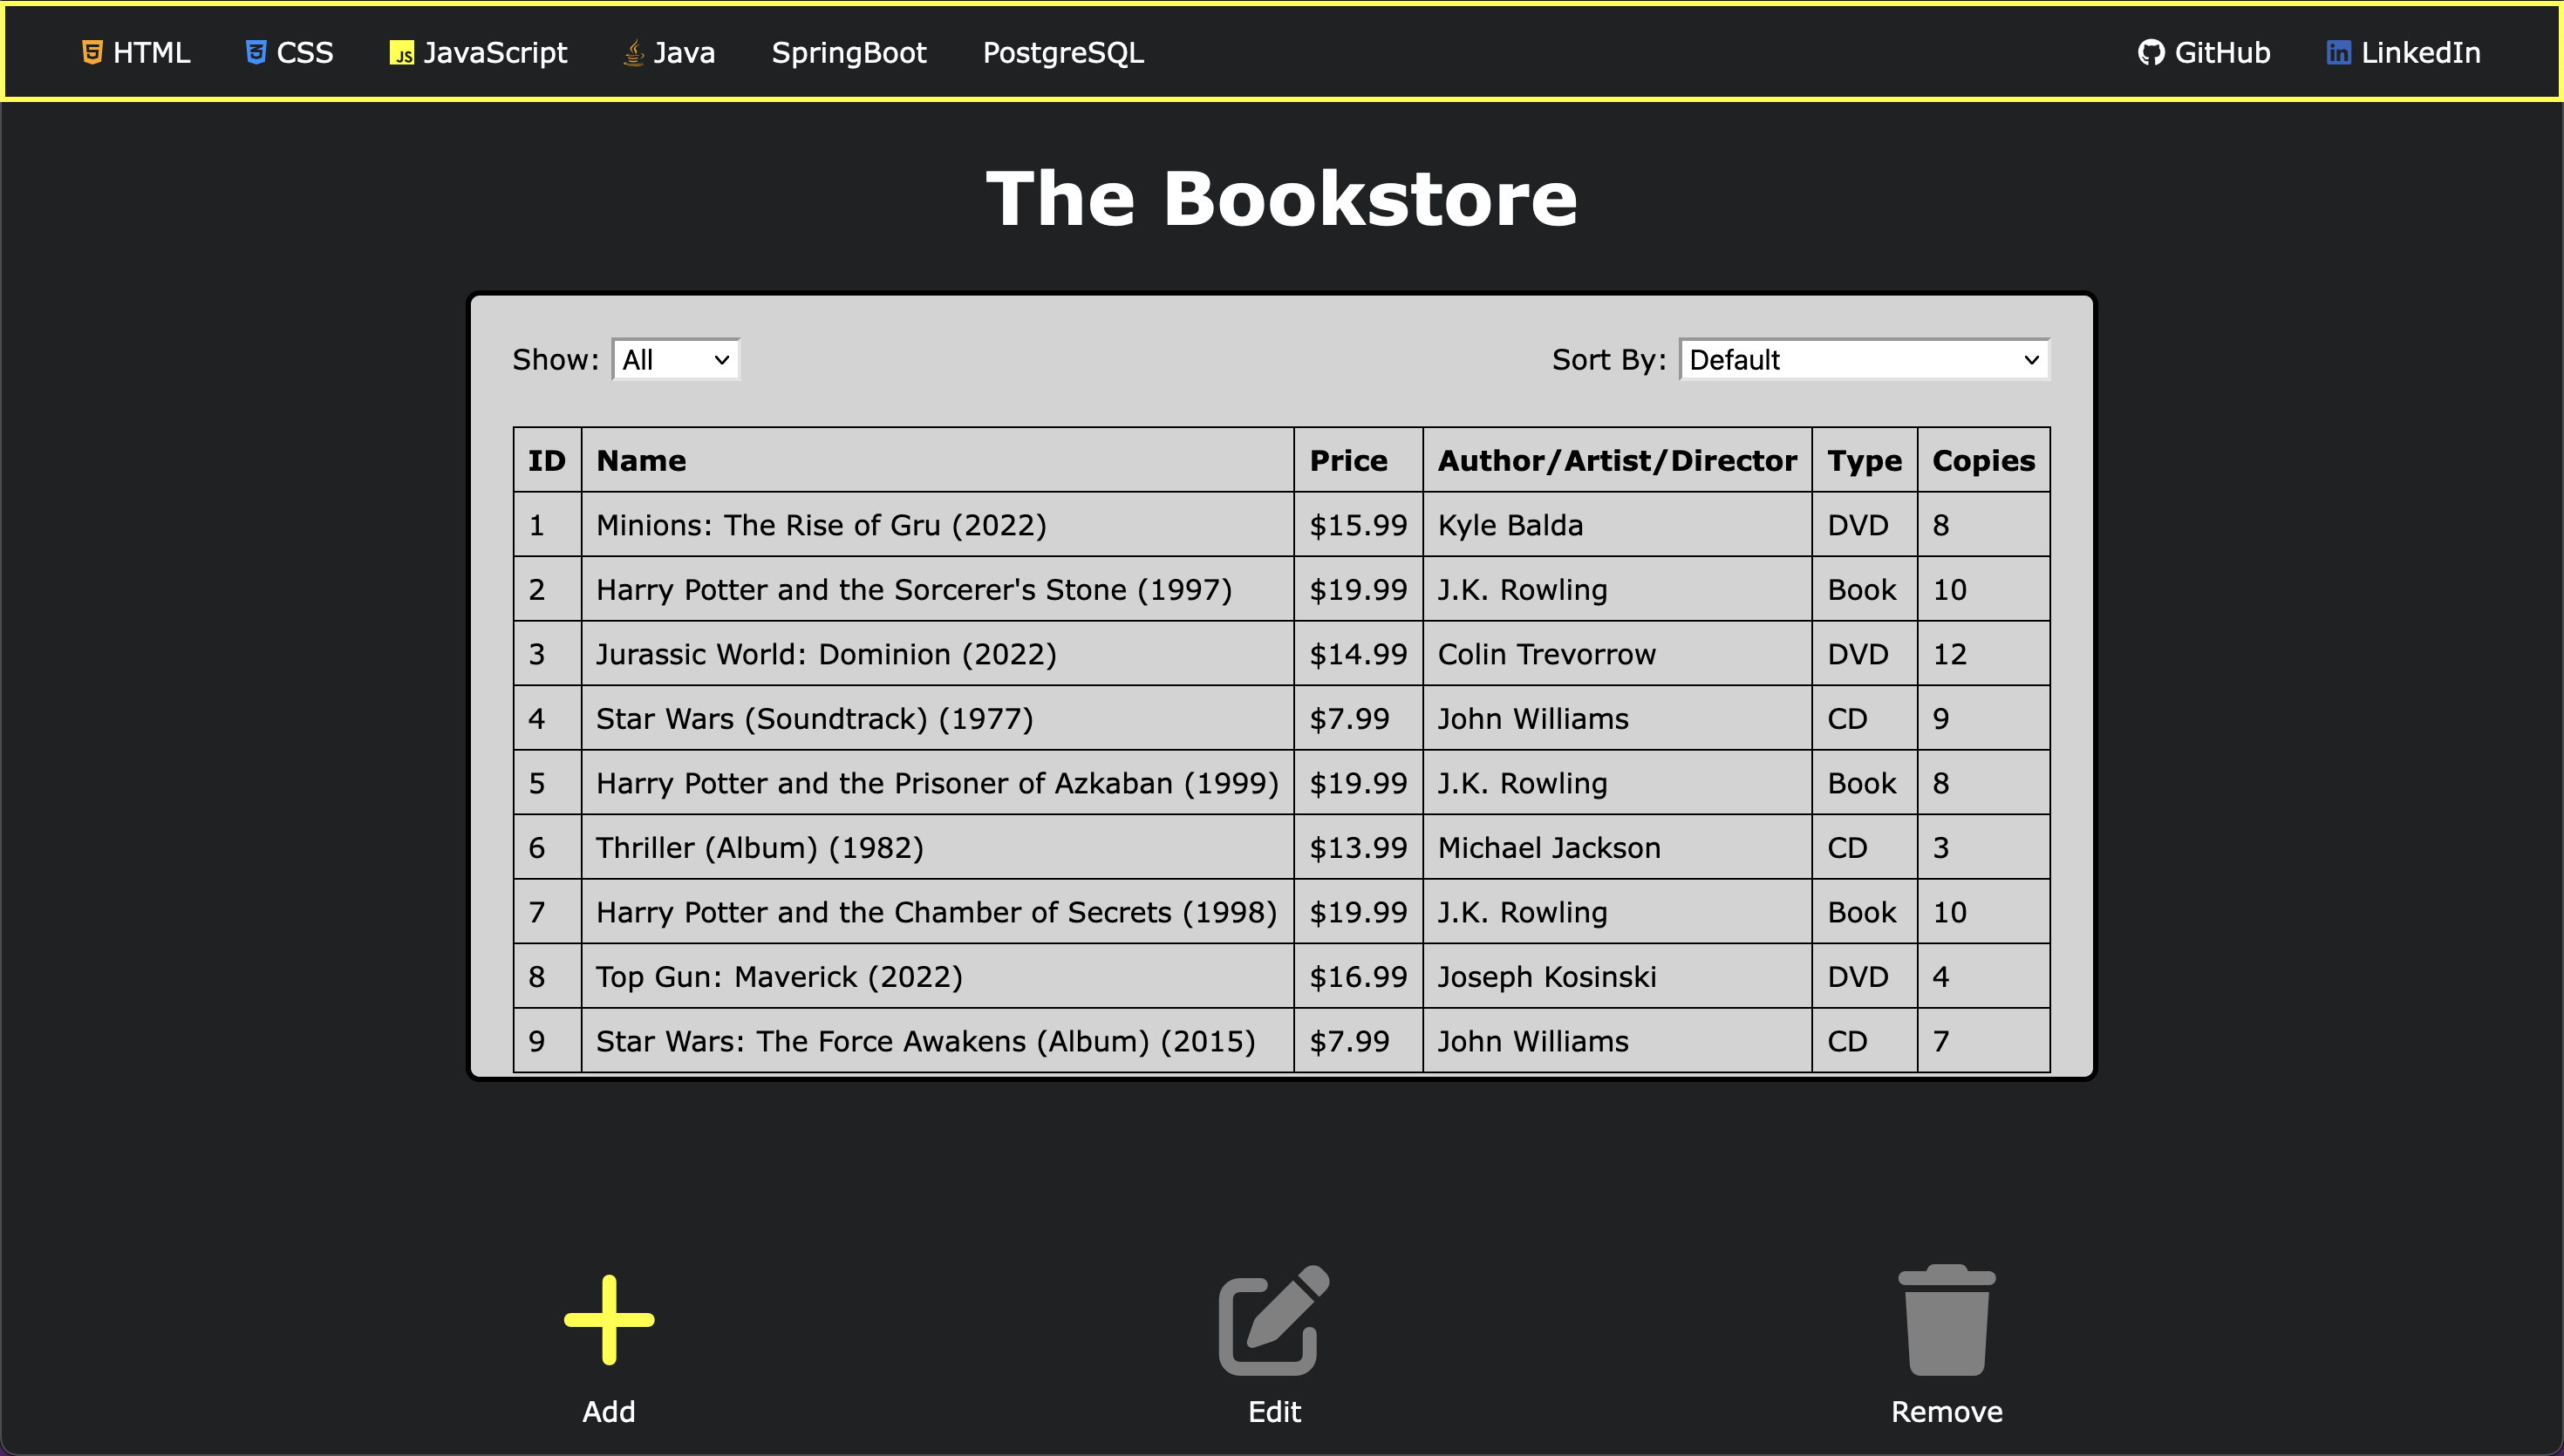 HTML CSS JavaScript Java SpringBoot PostgreSQL GitHub LinkedIn
The Bookstore
Show: All Sort By: Default
ID Name Price Author/Artist/Director Type Copies
1 Minions: The Rise of Gru (2022) $15.99 Kyle Balda DVD 8
2 Harry Potter and the Sorcerer's Stone (1997) $19.99 J.K. Rowling Book 10
3 Jurassic World: Dominion (2022) $14.99 Colin Trevorrow DVD 12
4 Star Wars (Soundtrack) (1977) $7.99 John Williams CD 9
5 Harry Potter and the Prisoner of Azkaban (1999) $19.99 J.K. Rowling Book 8
6 Thriller (Album) (1982) $13.99 Michael Jackson CD 3
7 Harry Potter and the Chamber of Secrets (1998) $19.99 J.K. Rowling Book 10
8 Top Gun: Maverick (2022) $16.99 Joseph Kosinski DVD 4
9 Star Wars: The Force Awakens (Album) (2015) $7.99 John Williams CD 7
Add Edit Remove